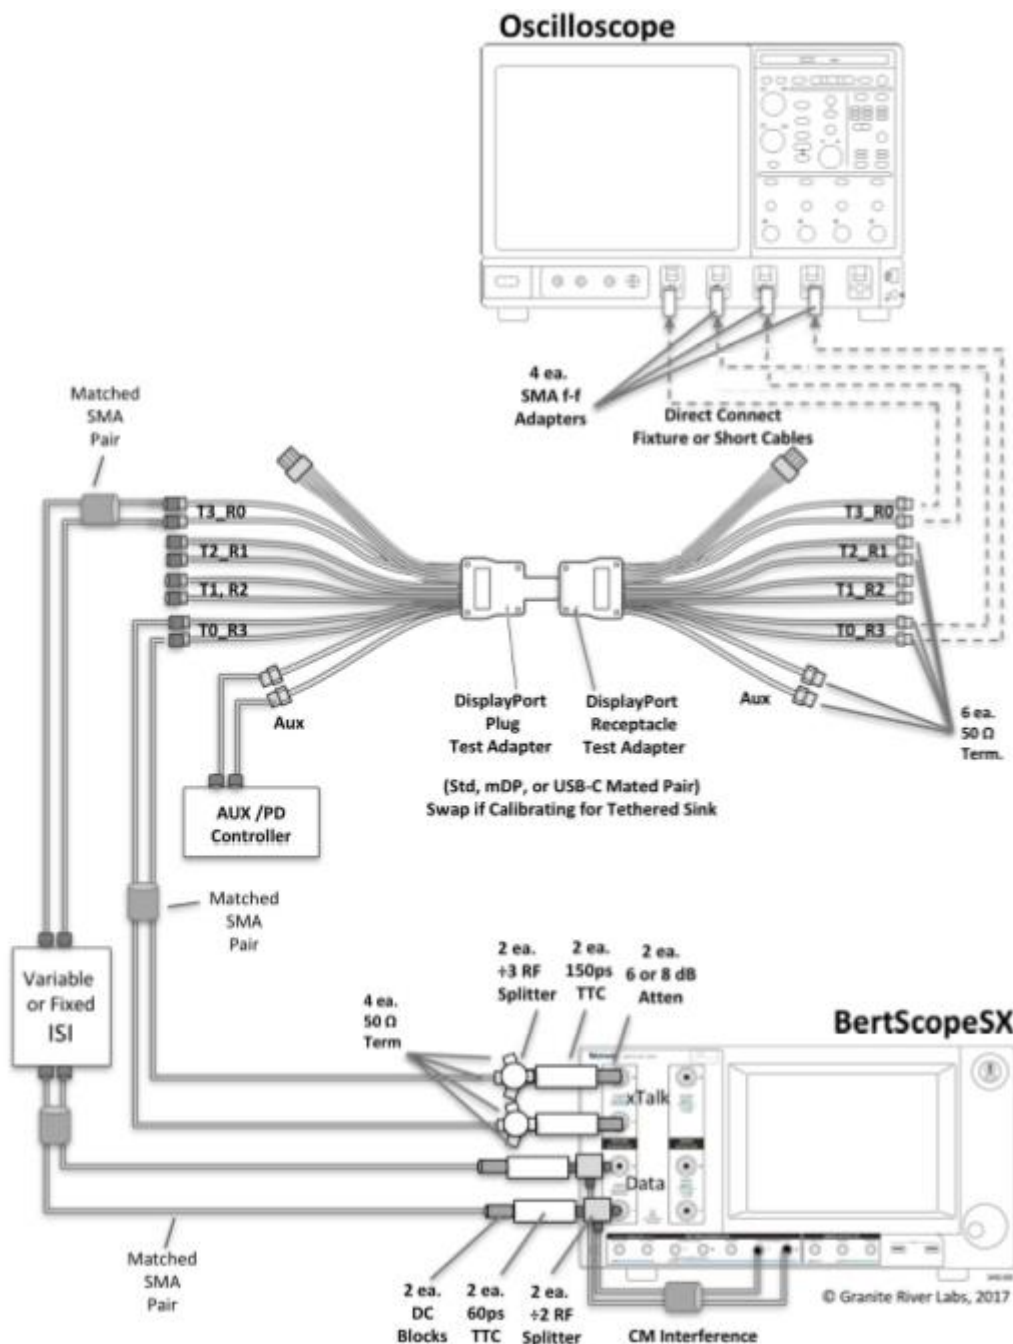 Oscilloscope
4 ea.
SMA f-f
Adapters
Direct Connect
Fixture or Short Cables
Matched
SMA
Pair
T3_R0
T2_R1
T1, R2
T0_R3
Aux
T3_R0
T2_R1
T1_R2
T0_R3
Aux
DisplayPort
Plug
Test Adapter
DisplayPort
Receptacle
Test Adapter
6 ea.
50 Ω
Term.
(Std, mDP, or USB-C Mated Pair)
Swap if Calibrating for Tethered Sink
AUX /PD
Controller
Matched
SMA
Pair
Variable
or Fixed
ISI
4 ea.
50 Ω
Term
2 ea.
÷3 RF
Splitter
2 ea.
150ps
TTC
2 ea.
6 or 8 dB
Atten
BertScopeSX
xTalk
Data
Matched
SMA
Pair
2 ea.
DC
Blocks
2 ea.
60ps
TTC
2 ea.
÷2 RF
Splitter
CM Interference
© Granite River Labs, 2017